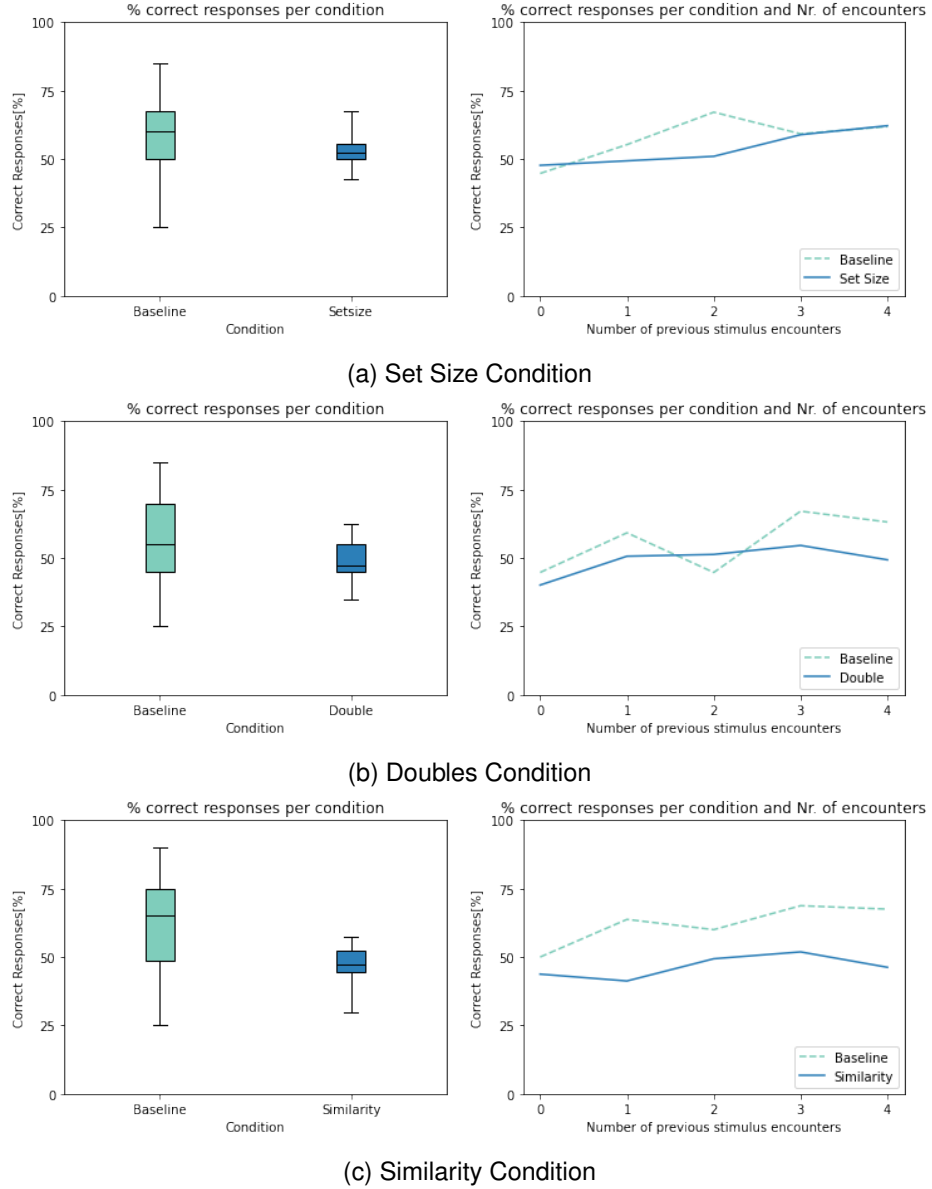 % correct responses per condition
% correct responses per condition and Nr. of encounters
100
75
50
25
0
Correct Responses[%]
Baseline
Setsize
Condition
100
75
50
25
0
Correct Responses[%]
Baseline
Set Size
0
1
2
3
4
Number of previous stimulus encounters
(a) Set Size Condition
% correct responses per condition
% correct responses per condition and Nr. of encounters
100
75
50
25
0
Correct Responses[%]
Baseline
Double
Condition
100
75
50
25
0
Correct Responses[%]
Baseline
Double
0
1
2
3
4
Number of previous stimulus encounters
(b) Doubles Condition
% correct responses per condition
% correct responses per condition and Nr. of encounters
100
75
50
25
0
Correct Responses[%]
Baseline
Similarity
Condition
100
75
50
25
0
Correct Responses[%]
Baseline
Similarity
0
1
2
3
4
Number of previous stimulus encounters
(c) Similarity Condition